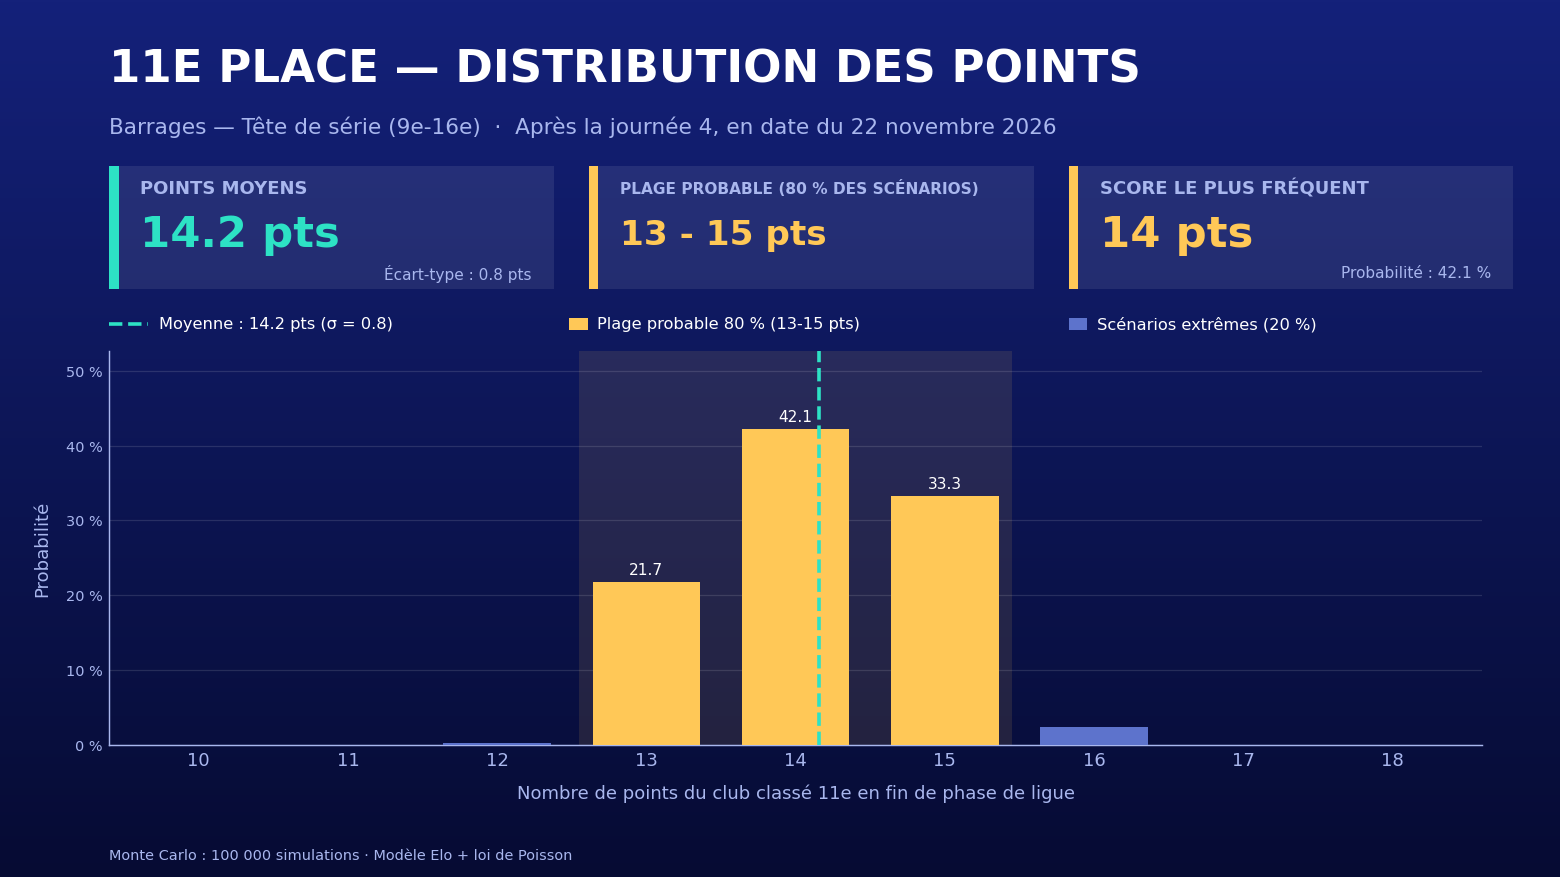 11E PLACE — DISTRIBUTION DES POINTS
Barrages — Tête de série (9e-16e)  ·  Après la journée 4, en date du 22 novembre 2026
POINTS MOYENS
14.2 pts
Écart-type : 0.8 pts
PLAGE PROBABLE (80 % DES SCÉNARIOS)
13 - 15 pts
SCORE LE PLUS FRÉQUENT
14 pts
Probabilité : 42.1 %
Moyenne : 14.2 pts (σ = 0.8)
Plage probable 80 % (13-15 pts)
Scénarios extrêmes (20 %)
Probabilité
50 %
40 %
30 %
20 %
10 %
0 %
21.7
42.1
33.3
10
11
12
13
14
15
16
17
18
Nombre de points du club classé 11e en fin de phase de ligue
Monte Carlo : 100 000 simulations · Modèle Elo + loi de Poisson